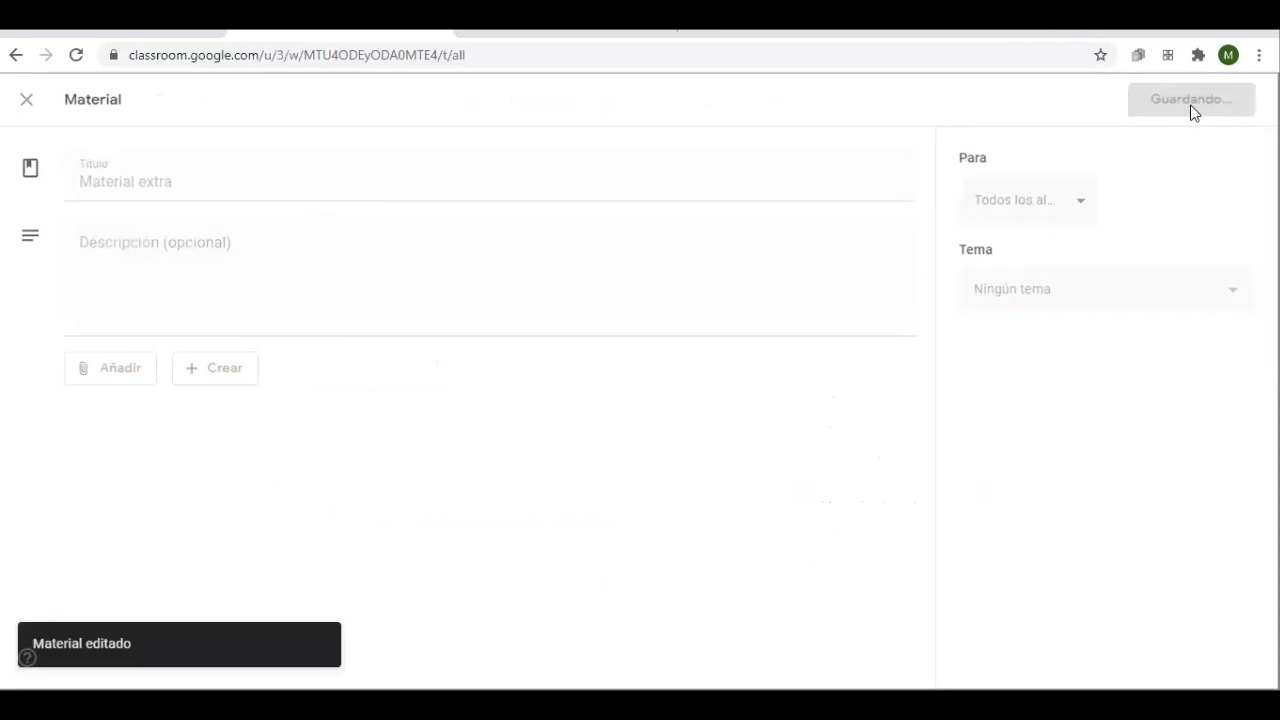 classroom.google.com/u/3/w/MTU4ODEyODA0MTE4/t/all
M
Material
Guardando...
Título
Material extra
Descripción (opcional)
Añadir
Crear
Para
Todos los al...
Tema
Ningún tema
Material editado
?